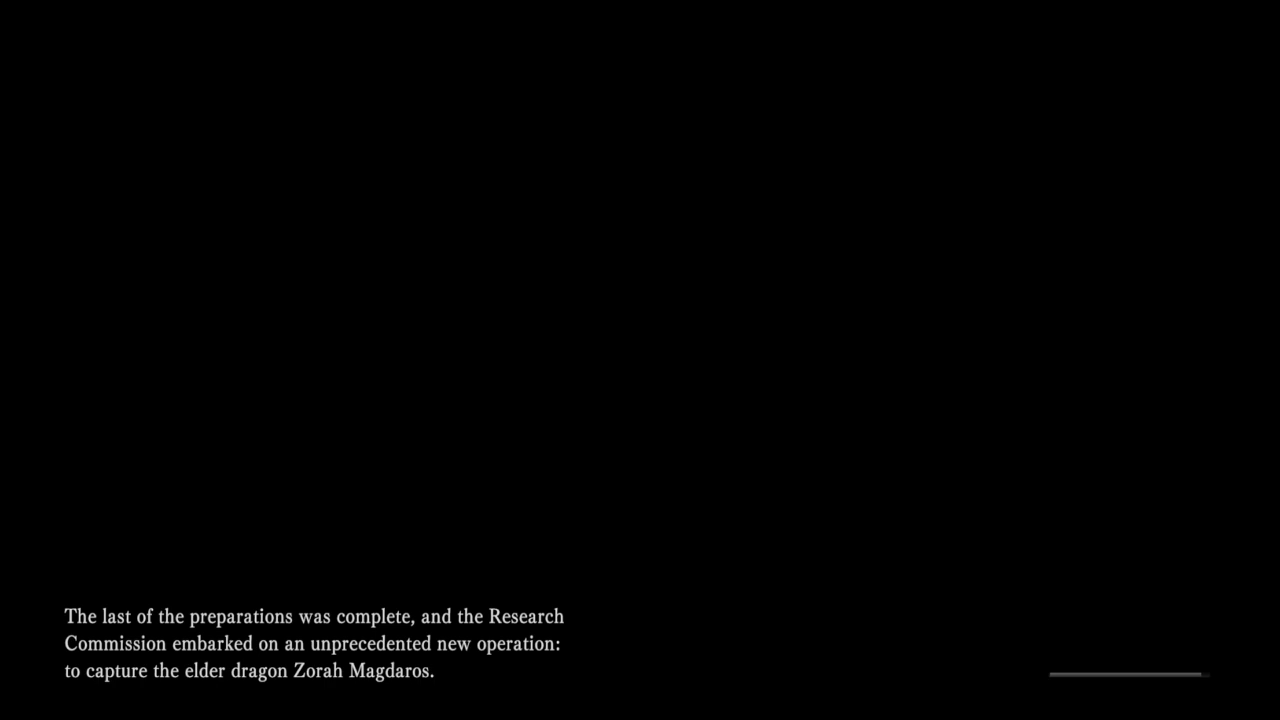 The last of the preparations was complete, and the Research
Commission embarked on an unprecedented new operation:
to capture the elder dragon Zorah Magdaros.